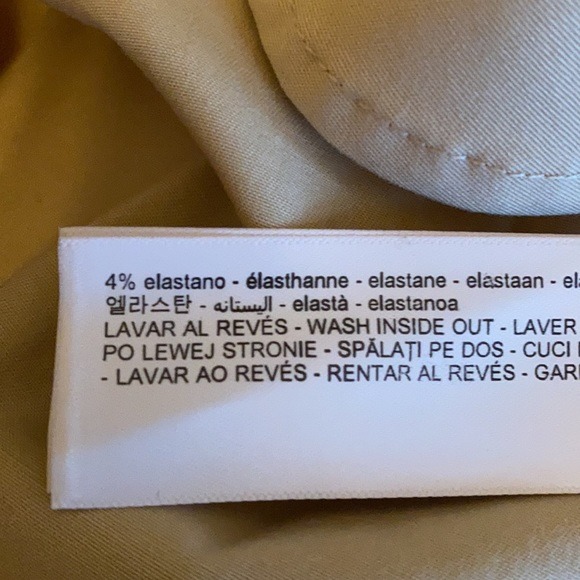 4% elastano - élasthanne - elastane - elastaan - ela
엘라스탄 - اليستانه - elastà - elastanoa
LAVAR AL REVÉS - WASH INSIDE OUT - LAVER
PO LEWEJ STRONIE - SPĂLAȚI PE DOS - CUCI
- LAVAR AO REVÉS - RENTAR AL REVÉS - GAR